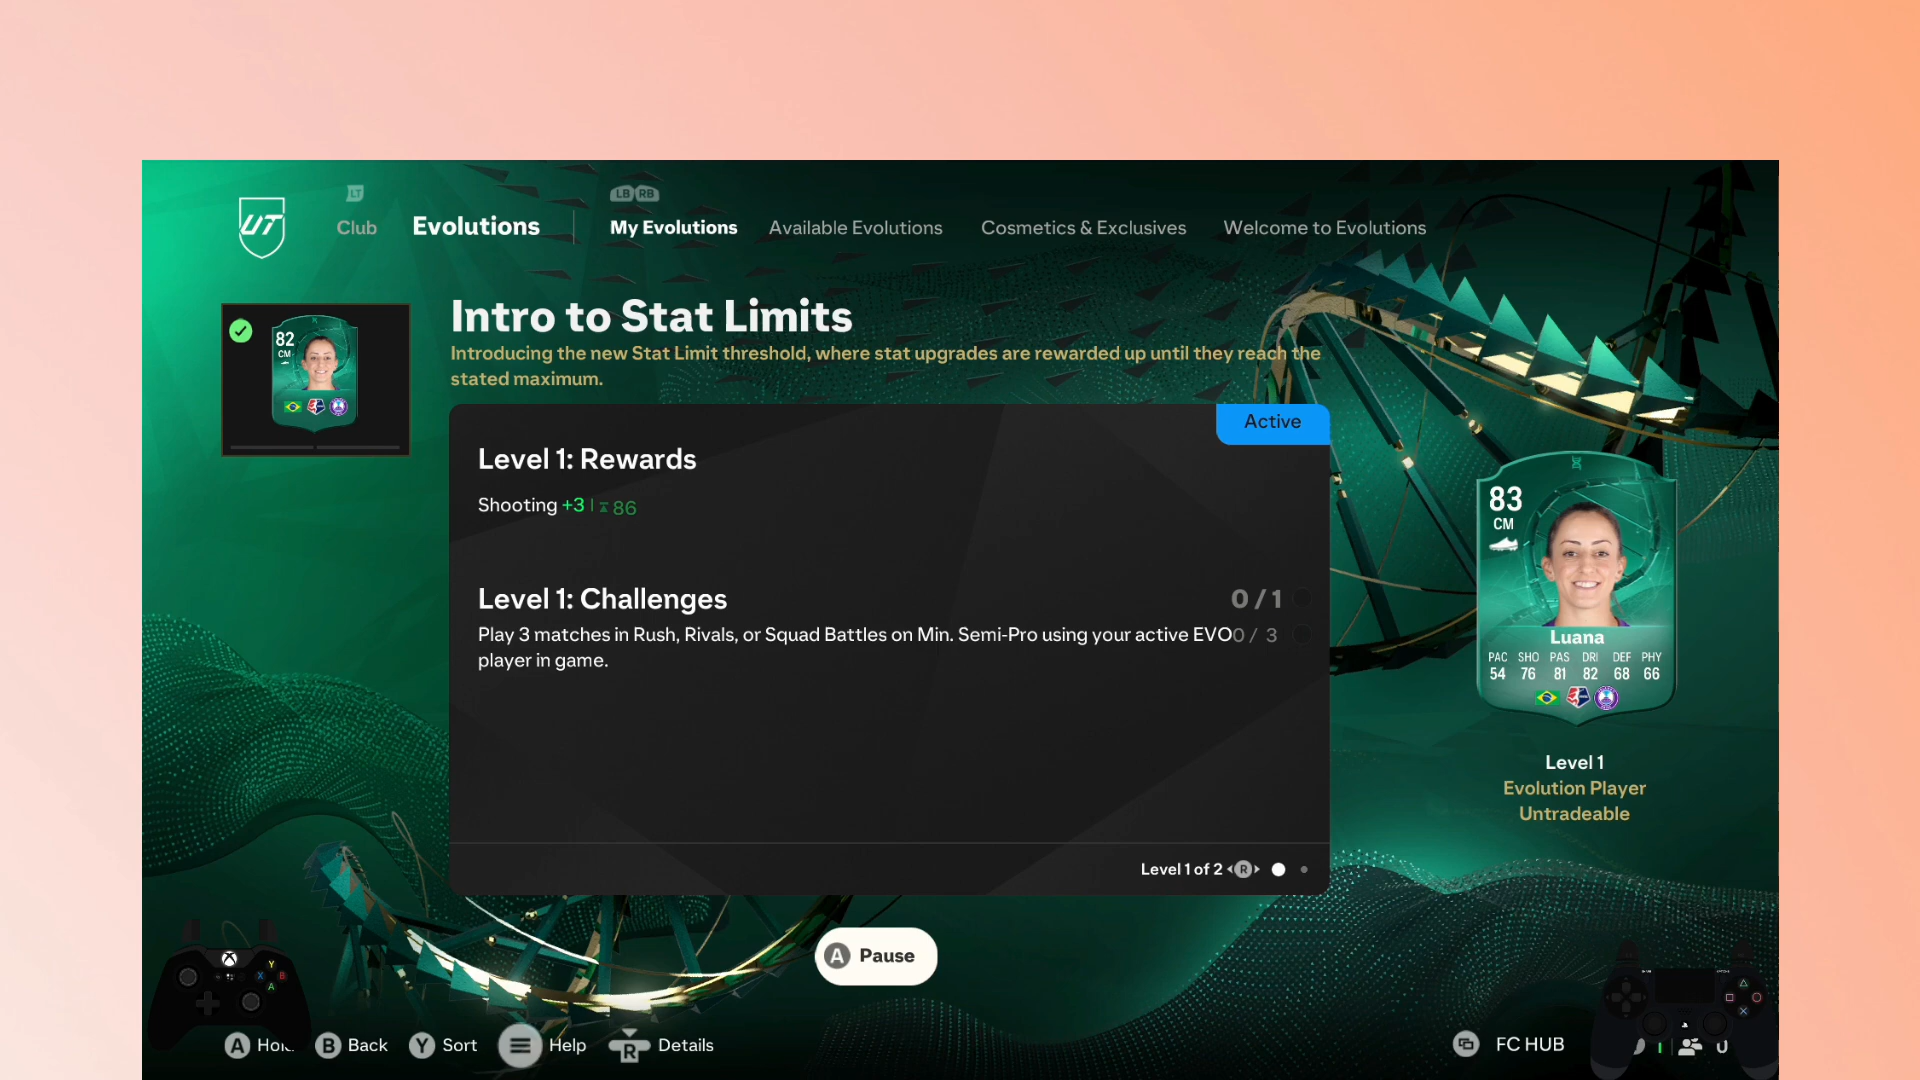 LT
LB RB
UT
Club Evolutions My Evolutions Available Evolutions Cosmetics & Exclusives Welcome to Evolutions
Intro to Stat Limits
Introducing the new Stat Limit threshold, where stat upgrades are rewarded up until they reach the
stated maximum.
82
CM
Active
Level 1: Rewards
Shooting +3 86
Level 1: Challenges 0 / 1
Play 3 matches in Rush, Rivals, or Squad Battles on Min. Semi-Pro using your active EVO 0 / 3
player in game.
83
CM
Luana
PAC SHO PAS DRI DEF PHY
54 76 81 82 68 66
Level 1
Evolution Player
Untradeable
Level 1 of 2 R
A Pause
Y
X B
A
A B Back Y Sort Help R Details
FC HUB